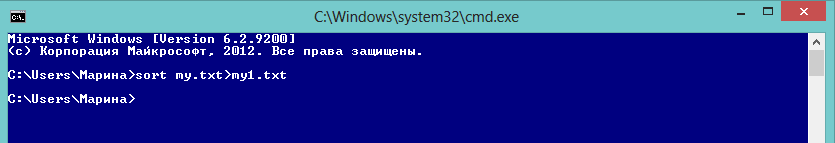 C:\Windows\system32\cmd.exe
Microsoft Windows [Version 6.2.9200]
(c) Корпорация Майкрософт, 2012. Все права защищены.
C:\Users\Марина>sort my.txt>my1.txt
C:\Users\Марина>